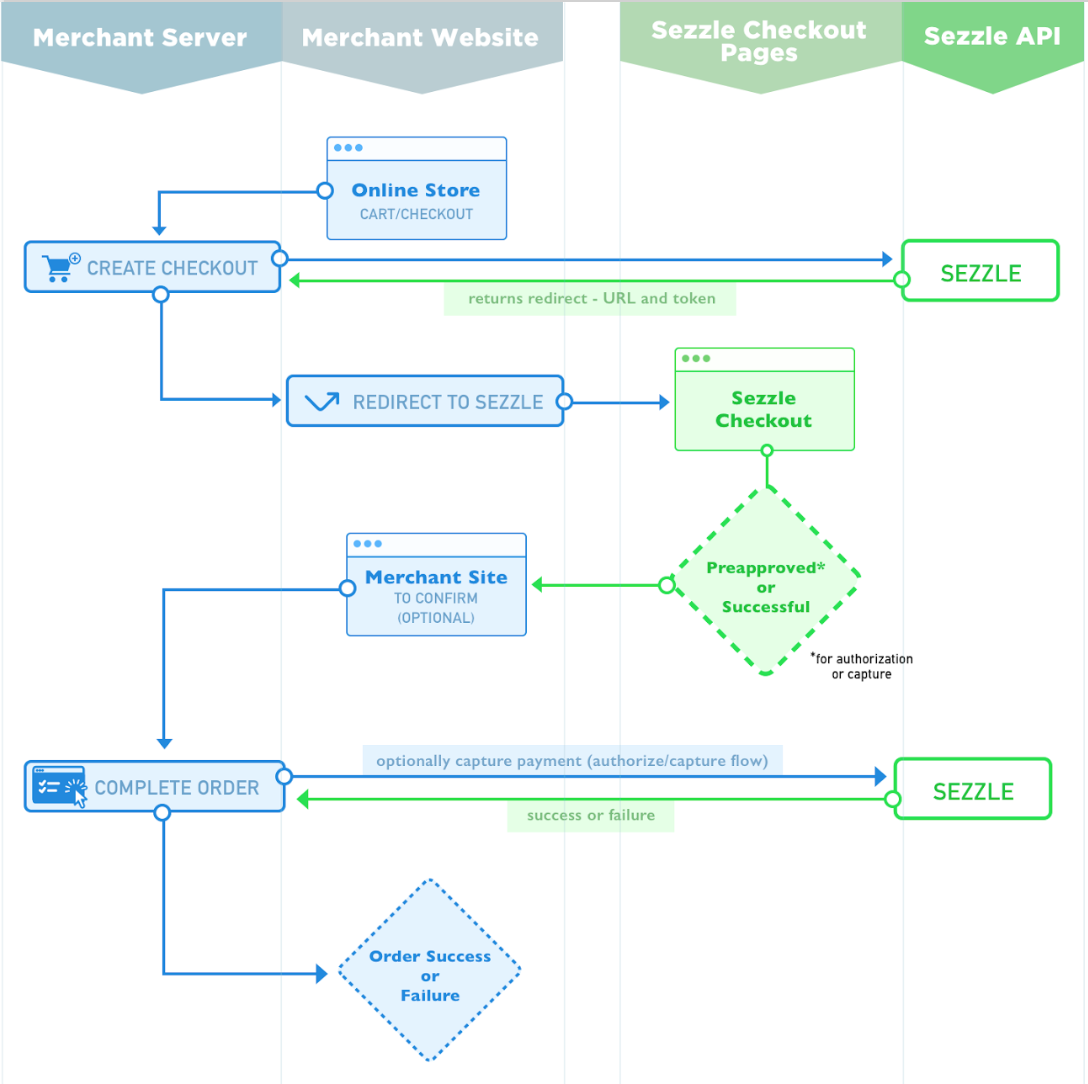 Merchant Server
Merchant Website
Sezzle Checkout
Pages
Sezzle API
Online Store
CART/CHECKOUT
CREATE CHECKOUT
SEZZLE
returns redirect - URL and token
REDIRECT TO SEZZLE
Sezzle
Checkout
Preapproved*
or
Successful
*for authorization
or capture
Merchant Site
TO CONFIRM
(OPTIONAL)
optionally capture payment (authorize/capture flow)
COMPLETE ORDER
SEZZLE
success or failure
Order Success
or
Failure